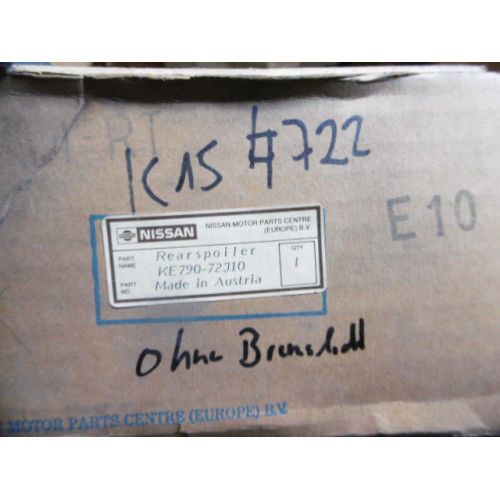 K15 #722
E10
NISSAN
NISSAN MOTOR PARTS CENTRE
(EUROPE) B.V.
PART NAME Rearspoiler
KE790-72J10
PART NO. Made in Austria
QTY
1
Ohne
MOTOR PARTS CENTRE (EUROPE) B.V.